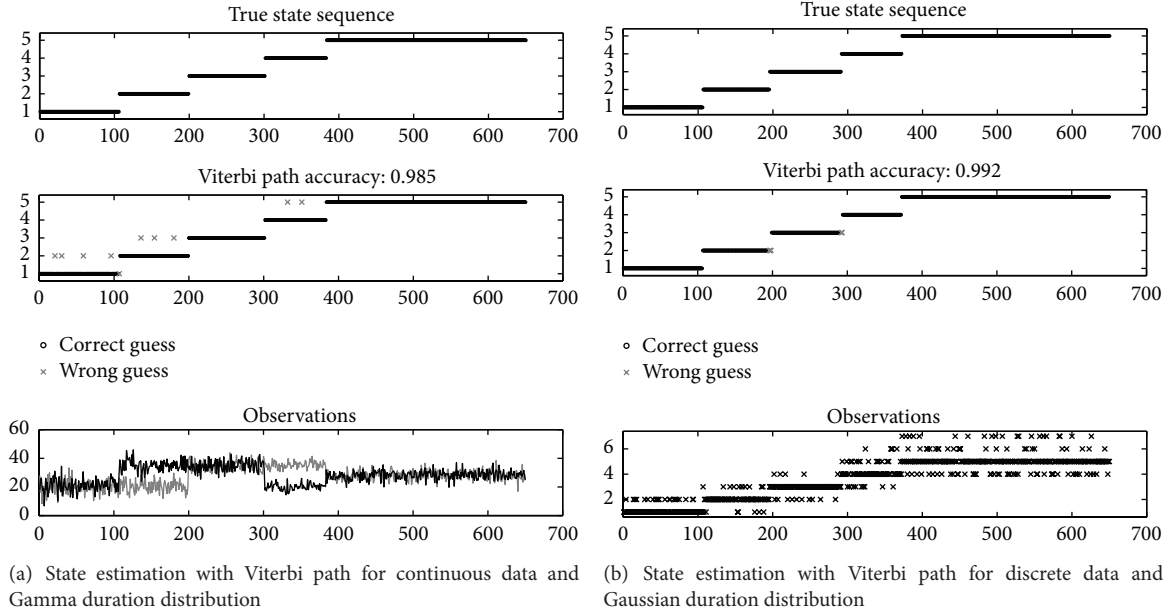 True state sequence
5
4
3
2
1
0 100 200 300 400 500 600 700
Viterbi path accuracy: 0.985
5
4
3
2
1
0 100 200 300 400 500 600 700
Correct guess
Wrong guess
Observations
60
40
20
0
0 100 200 300 400 500 600 700
(a) State estimation with Viterbi path for continuous data and
Gamma duration distribution
True state sequence
5
4
3
2
1
0 100 200 300 400 500 600 700
Viterbi path accuracy: 0.992
5
4
3
2
1
0 100 200 300 400 500 600 700
Correct guess
Wrong guess
Observations
6
4
2
0 100 200 300 400 500 600 700
(b) State estimation with Viterbi path for discrete data and
Gaussian duration distribution